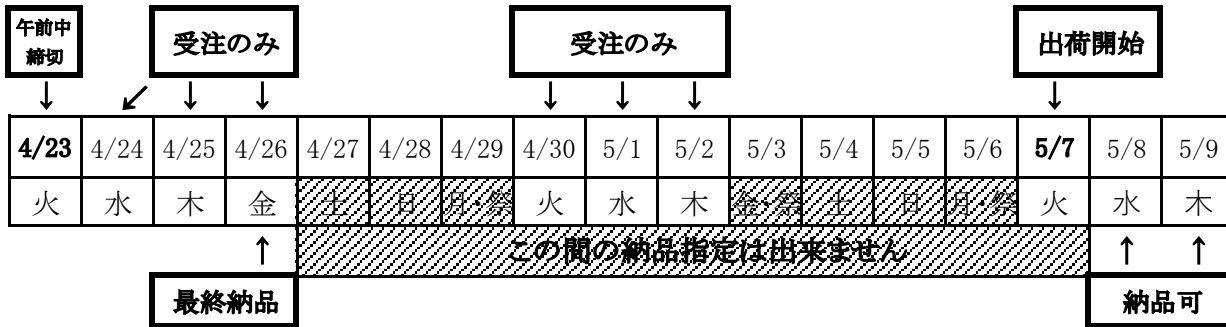 午前中
締切
受注のみ
受注のみ
出荷開始
↓ ↙ ↓ ↓ ↓ ↓ ↓ ↓
4/23 4/24 4/25 4/26 4/27 4/28 4/29 4/30 5/1 5/2 5/3 5/4 5/5 5/6 5/7 5/8 5/9
火 水 木 金 土 日 月・祭 火 水 木 金・祭 土 日 月・祭 火 水 木
↑ この間の納品指定は出来ません ↑ ↑
最終納品
納品可